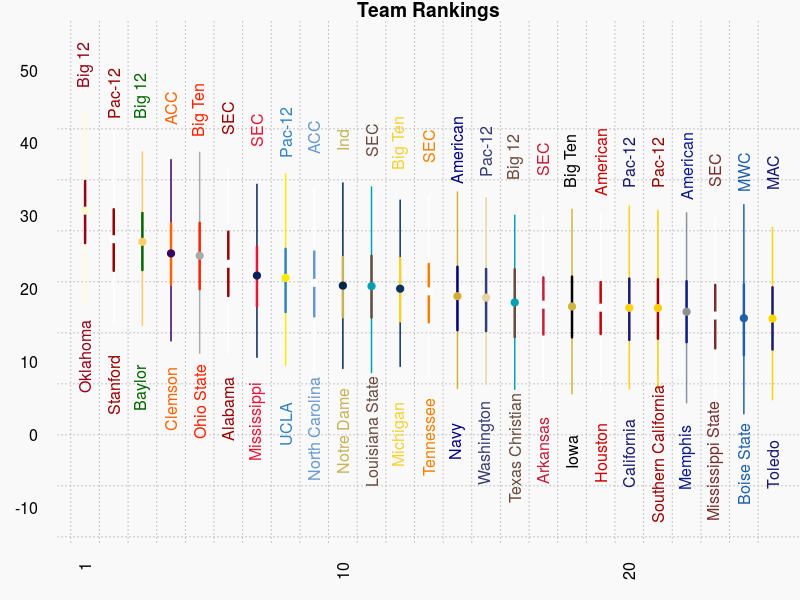 Team Rankings
50
40
30
20
10
0
-10
Big 12
Pac-12
Big 12
ACC
Big Ten
SEC
SEC
Pac-12
ACC
Ind
SEC
Big Ten
SEC
American
Pac-12
Big 12
SEC
Big Ten
American
Pac-12
Pac-12
American
SEC
MWC
MAC
Oklahoma
Stanford
Baylor
Clemson
Ohio State
Alabama
Mississippi
UCLA
North Carolina
Notre Dame
Louisiana State
Michigan
Tennessee
Navy
Washington
Texas Christian
Arkansas
Iowa
Houston
California
Southern California
Memphis
Mississippi State
Boise State
Toledo
1
10
20